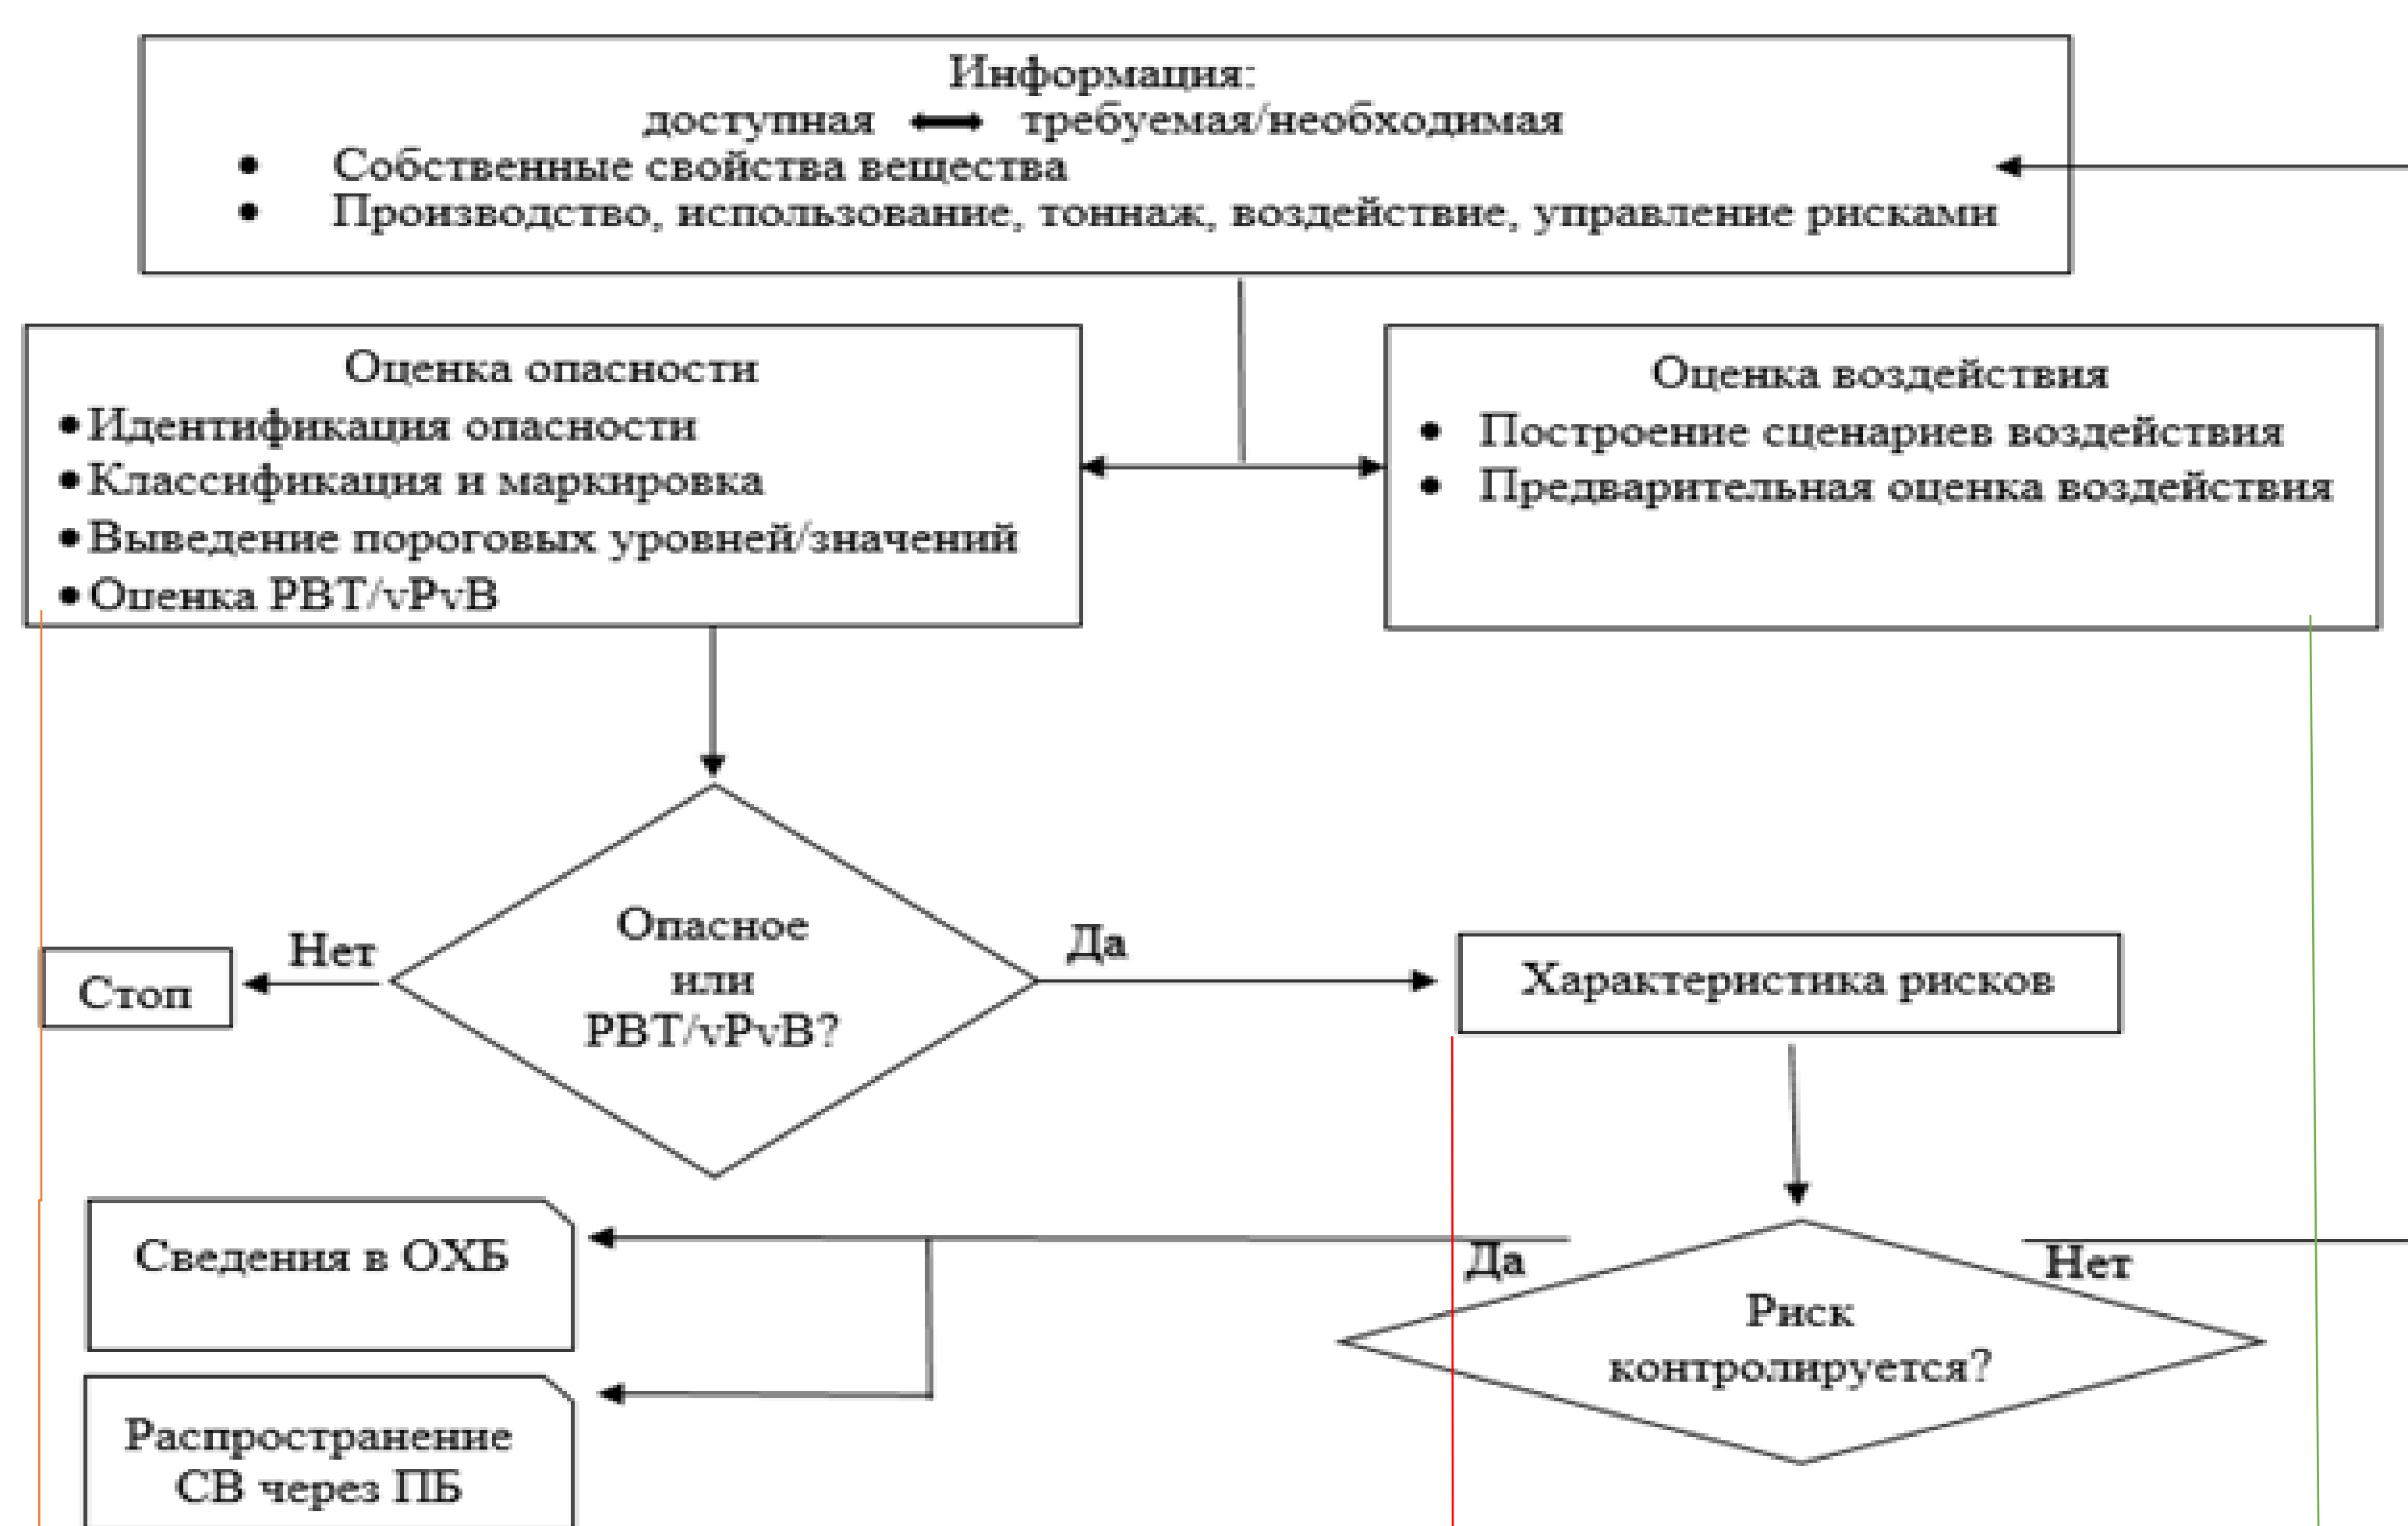 Информация:
доступная требуемая/необходимая
• Собственные свойства вещества
• Производство, использование, тоннаж, воздействие, управление рисками
Оценка опасности
• Идентификация опасности
• Классификация и маркировка
• Выведение пороговых уровней/значений
• Оценка PBT/vPvB
Оценка воздействия
• Построение сценариев воздействия
• Предварительная оценка воздействия
Опасное
или
PBT/vPvB?
Нет
Стоп
Да
Характеристика рисков
Риск
контролируется?
Да
Нет
Сведения в ОХБ
Распространение
СВ через ПБ